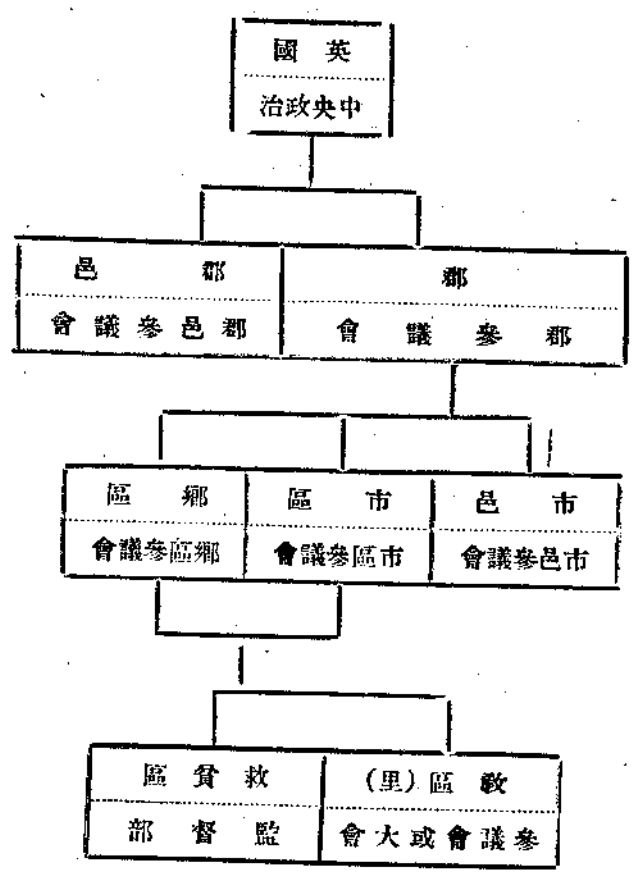 英國
中央政治
郡
郡參議會
郡邑
郡邑參議會
市邑
市邑參議會
市區
市區參議會
鄉區
鄉區參議會
教區(里)
參議會或大會
救貧區
監督部